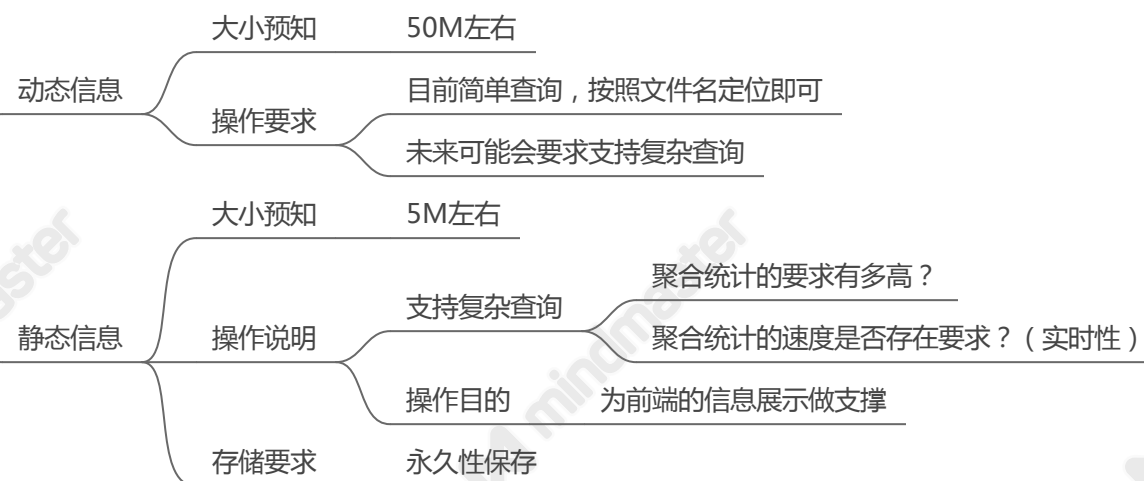 大小预知
50M左右
动态信息
目前简单查询，按照文件名定位即可
操作要求
未来可能会要求支持复杂查询
大小预知
5M左右
聚合统计的要求有多高？
支持复杂查询
静态信息
操作说明
聚合统计的速度是否存在要求？（实时性）
操作目的
为前端的信息展示做支撑
存储要求
永久性保存
mindmaster